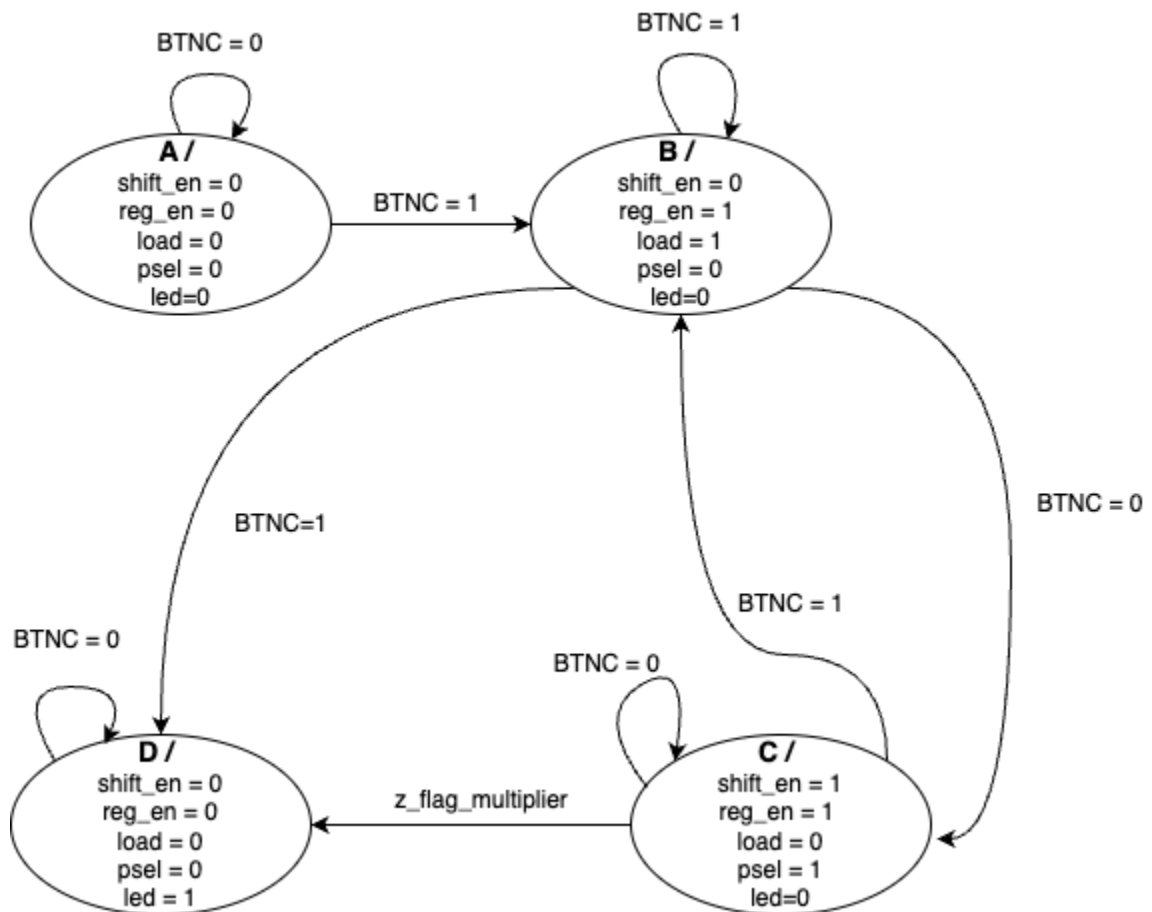 BTNC = 0
BTNC = 1
A /
shift_en = 0
reg_en = 0
load = 0
psel = 0
led=0
BTNC = 1
B /
shift_en = 0
reg_en = 1
load = 1
psel = 0
led=0
BTNC = 0
BTNC=1
BTNC = 1
BTNC = 0
BTNC = 0
D /
shift_en = 0
reg_en = 0
load = 0
psel = 0
led = 1
z_flag_multiplier
C /
shift_en = 1
reg_en = 1
load = 0
psel = 1
led=0